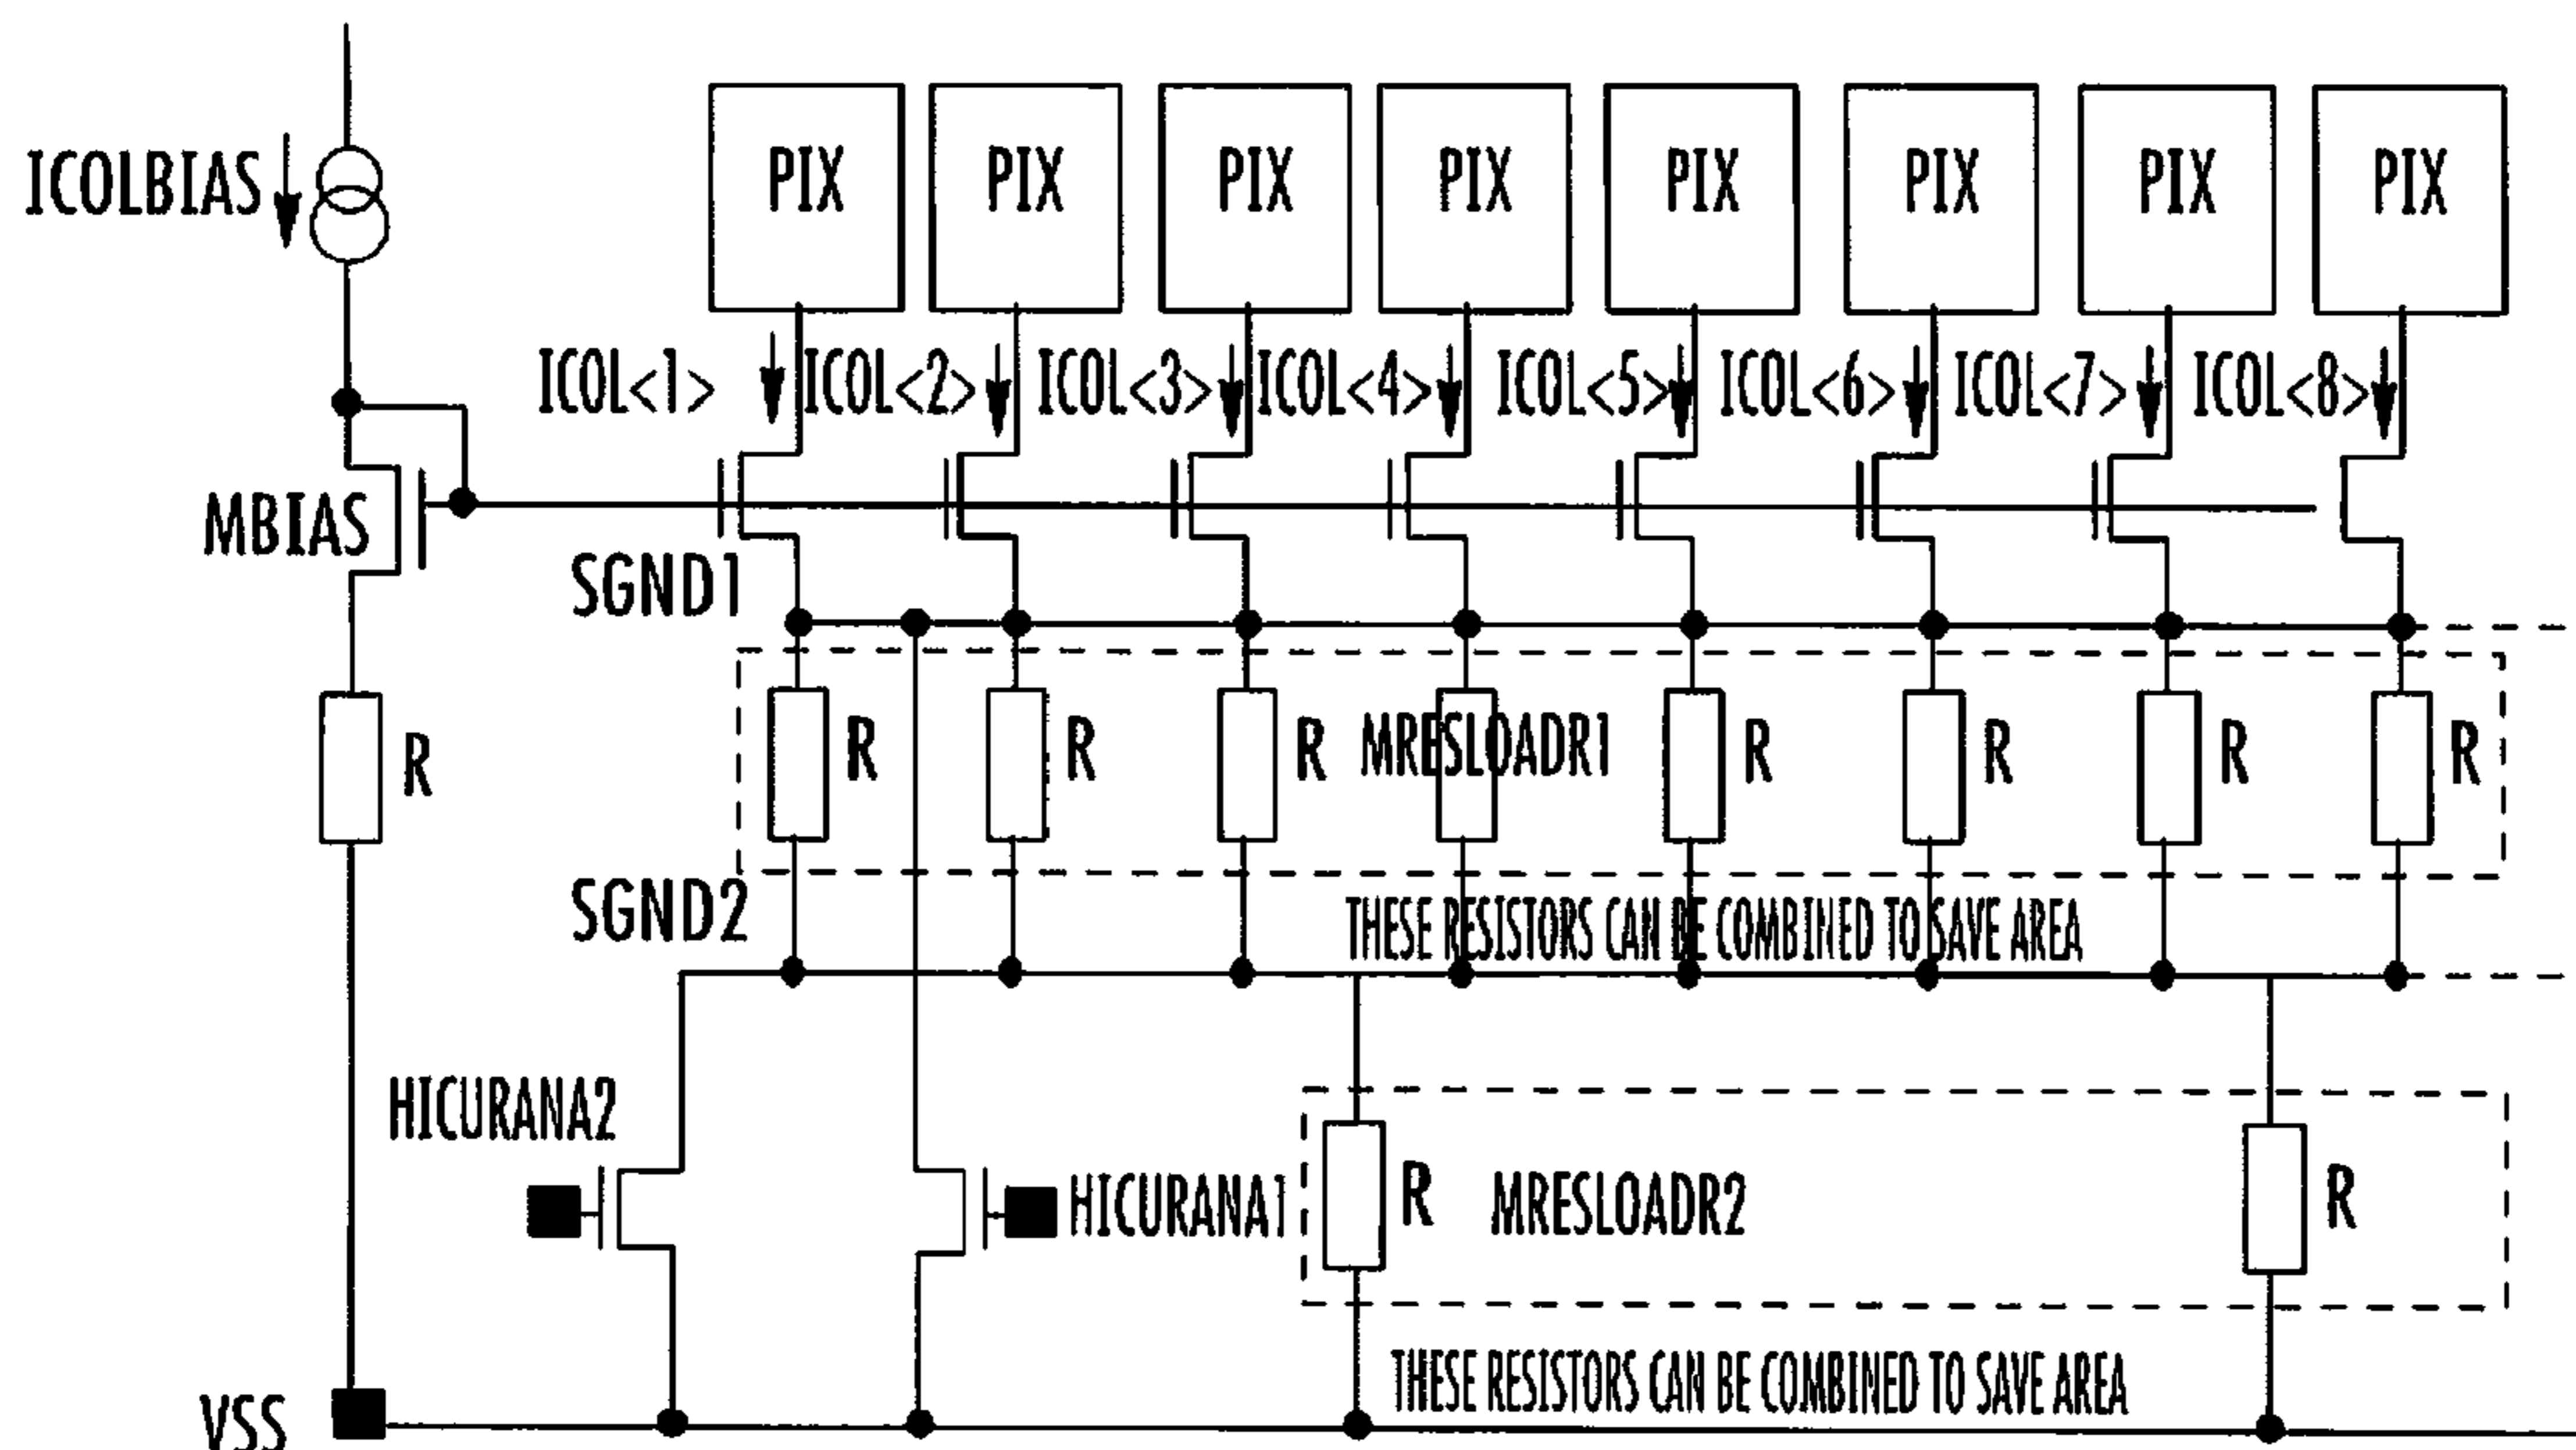 PIX PIX PIX PIX PIX PIX PIX PIX
ICOLBIAS
ICOL<1> ICOL<2> ICOL<3> ICOL<4> ICOL<5> ICOL<6> ICOL<7> ICOL<8>
MBIAS
SGND1
R R R R MRESLOADR1 R R R R
SGND2
THESE RESISTORS CAN BE COMBINED TO SAVE AREA
HICURANA2
HICURANA1
R MRESLOADR2 R
THESE RESISTORS CAN BE COMBINED TO SAVE AREA
VSS